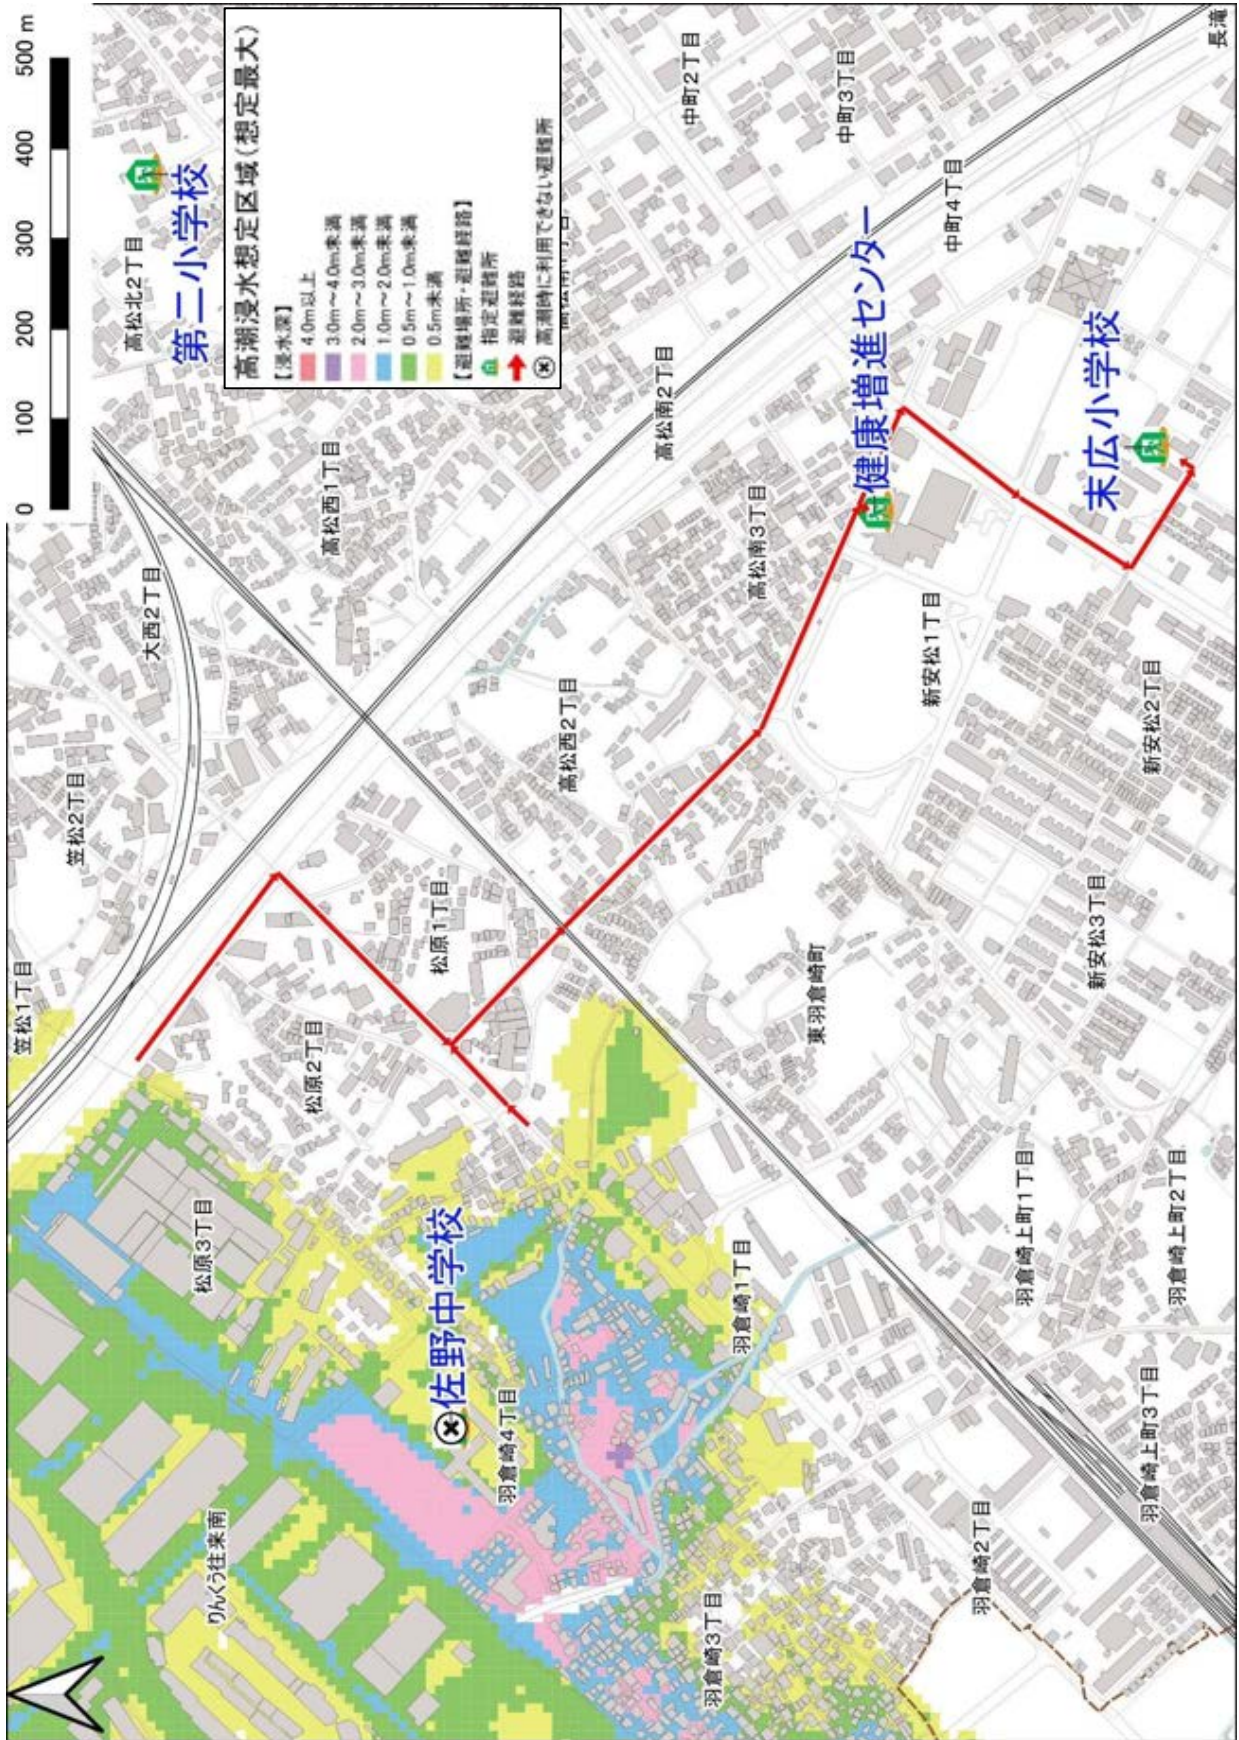 0 100 200 300 400 500 m
高潮浸水想定区域(想定最大)
【浸水深】
4.0m以上
3.0m～4.0m未満
2.0m～3.0m未満
1.0m～2.0m未満
0.5m～1.0m未満
0.5m未満
【避難場所・避難経路】
指定避難所
避難経路
高潮時に利用できない避難所
笠松1丁目
笠松2丁目
大西2丁目
高松北2丁目
第二小学校
りんくう往来南
松原3丁目
松原2丁目
松原1丁目
高松西1丁目
佐野中学校
羽倉崎4丁目
高松西2丁目
高松南2丁目
中町2丁目
羽倉崎3丁目
羽倉崎1丁目
東羽倉崎町
高松南3丁目
健康増進センター
中町3丁目
羽倉崎2丁目
新安松1丁目
中町4丁目
羽倉崎上町1丁目
新安松3丁目
末広小学校
羽倉崎上町3丁目
羽倉崎上町2丁目
新安松2丁目
長滝